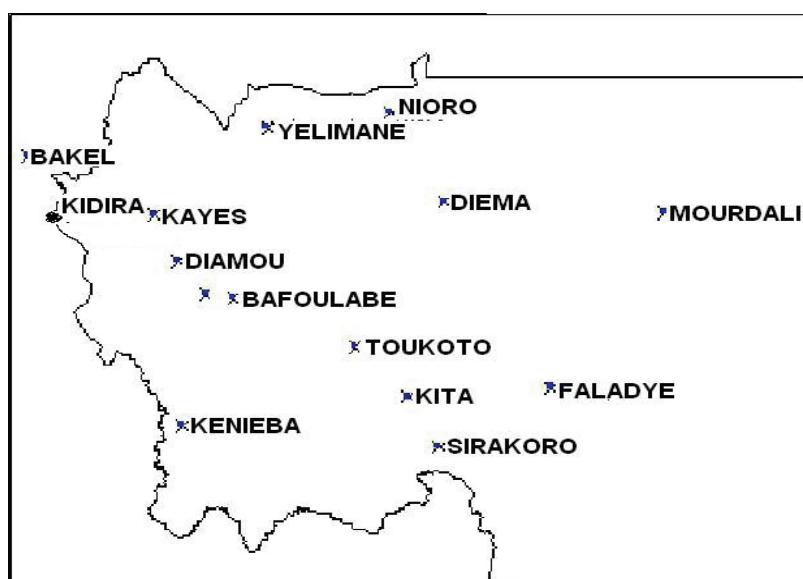 NIORO
YELIMANE
BAKEL
KIDIRA
KAYES
DIEMA
MOURDALI
DIAMOU
BAFOULABE
TOUKOTO
KITA
FALADYE
KENIEBA
SIRAKORO